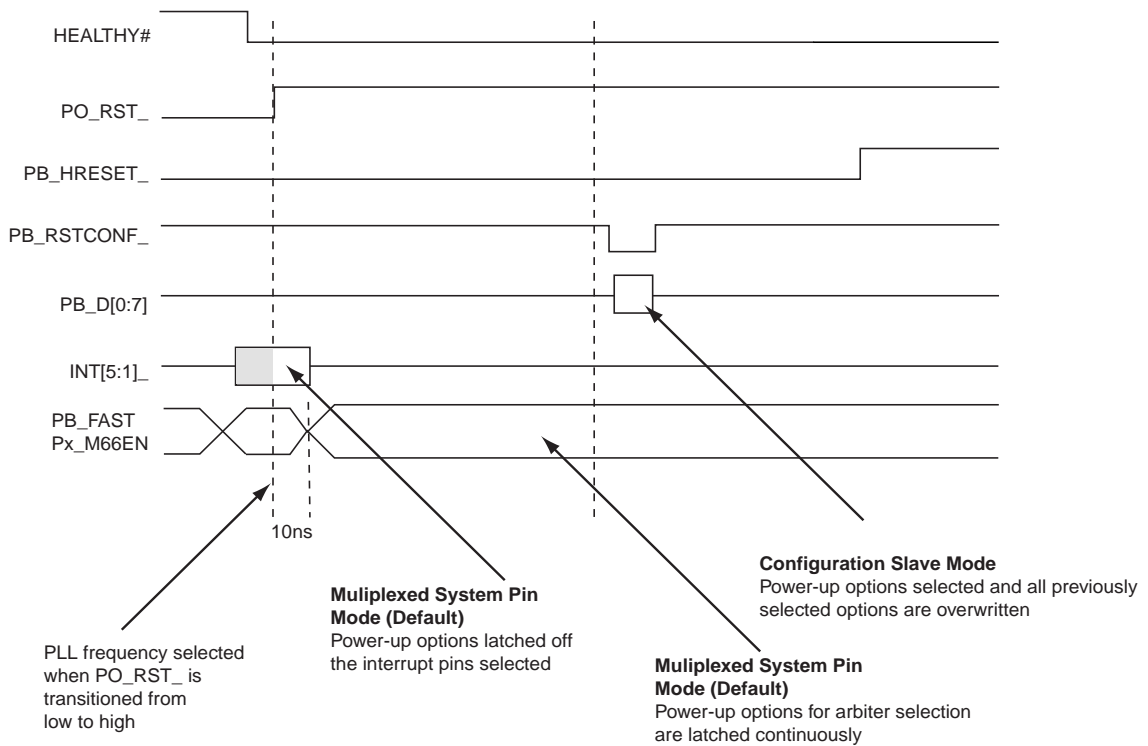 HEALTHY#
PO_RST_
PB_HRESET_
PB_RSTCONF_
PB_D[0:7]
INT[5:1]_
PB_FAST
Px_M66EN
10ns
PLL frequency selected
when PO_RST_ is
transitioned from
low to high
Muliplexed System Pin
Mode (Default)
Power-up options latched off
the interrupt pins selected
Muliplexed System Pin
Mode (Default)
Power-up options for arbiter selection
are latched continuously
Configuration Slave Mode
Power-up options selected and all previously
selected options are overwritten